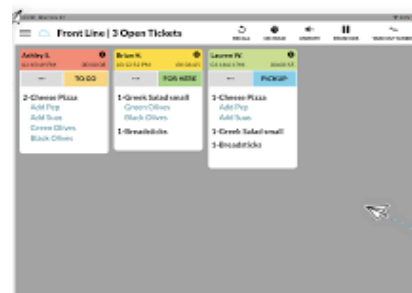 Front Line | 3 Open Tickets
Ashley S.
TO GO
2-Cheese Pizza
Add Pep
Add Saus
Green Olives
Black Olives
Brian H.
FOR HERE
1-Greek Salad small
Green Olives
Black Olives
1-Breadsticks
Lauren W.
PICKUP
1-Cheese Pizza
Add Pep
Add Saus
1-Greek Salad small
1-Breadsticks